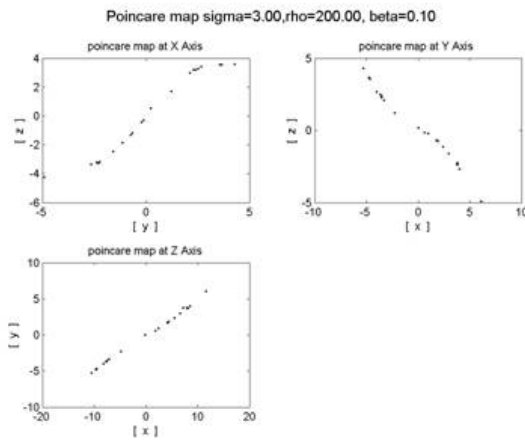 Poincare map sigma=3.00,rho=200.00, beta=0.10
poincare map at X Axis
4
2
0
-2
-4
-6
[ z ]
-5
0
5
[ y ]
poincare map at Y Axis
5
0
-5
[ z ]
-10
-5
0
5
10
[ x ]
poincare map at Z Axis
10
5
0
-5
-10
[ y ]
-20
-10
0
10
20
[ x ]